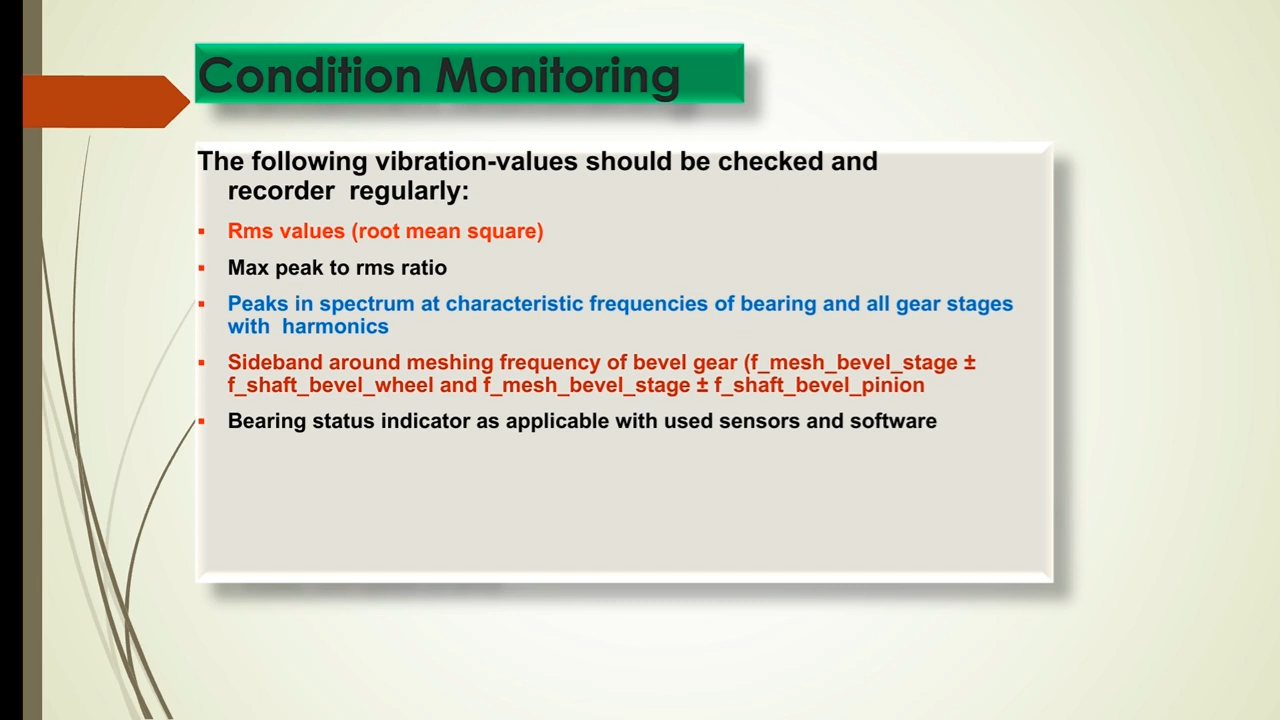 Condition Monitoring
The following vibration-values should be checked and
recorder regularly:
▪ Rms values (root mean square)
▪ Max peak to rms ratio
▪ Peaks in spectrum at characteristic frequencies of bearing and all gear stages
with harmonics
▪ Sideband around meshing frequency of bevel gear (f_mesh_bevel_stage ±
f_shaft_bevel_wheel and f_mesh_bevel_stage ± f_shaft_bevel_pinion
▪ Bearing status indicator as applicable with used sensors and software